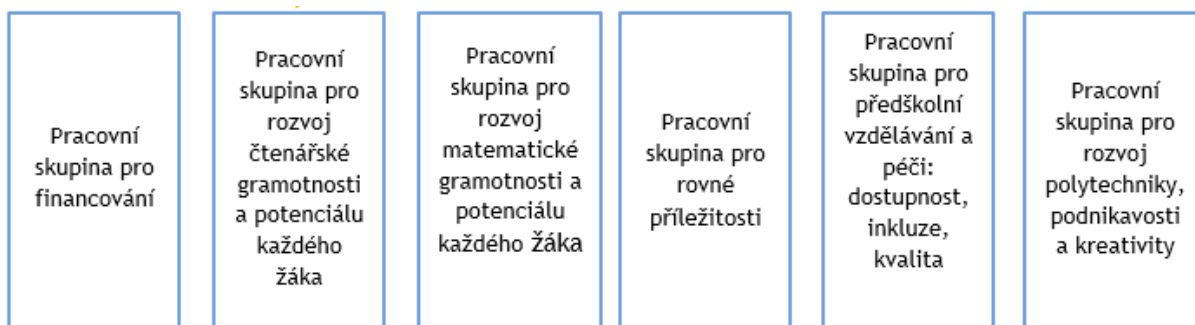 Pracovní
skupina pro
financování
Pracovní
skupina pro
rozvoj
čtenářské
gramotnosti
a potenciálu
každého
žáka
Pracovní
skupina pro
rozvoj
matematické
gramotnosti a
potenciálu
každého žáka
Pracovní
skupina pro
rovné
příležitosti
Pracovní
skupina pro
předškolní
vzdělávání a
péči:
dostupnost,
inkluze,
kvalita
Pracovní
skupina pro
rozvoj
polytechniky,
podnikavosti
a kreativity